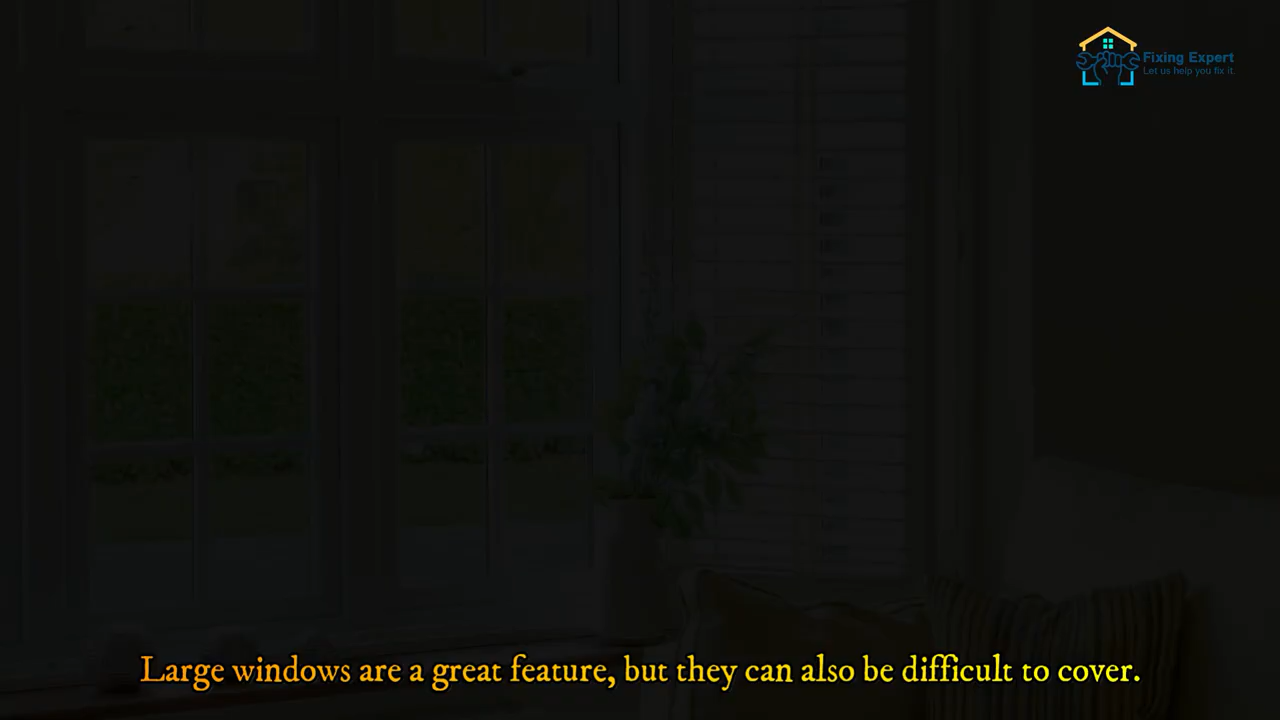 Fixing Expert
Let us help you fix it.
Large windows are a great feature, but they can also be difficult to cover.